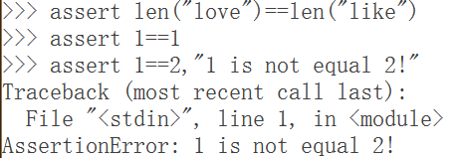 >>> assert len("love")==len("like")
>>> assert 1==1
>>> assert 1==2,"1 is not equal 2!"
Traceback (most recent call last):
  File "<stdin>", line 1, in <module>
AssertionError: 1 is not equal 2!